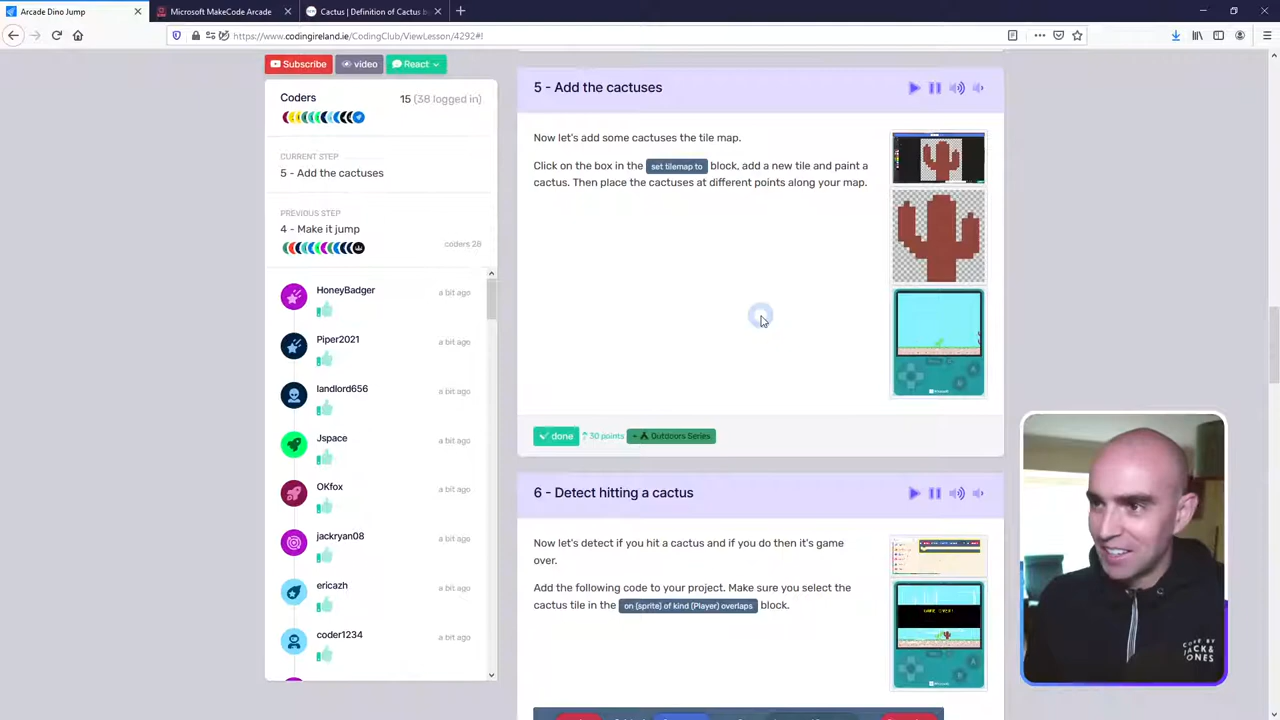 Arcade Dino Jump
Microsoft MakeCode Arcade
Cactus | Definition of Cactus b
https://www.codingireland.ie/CodingClub/ViewLesson/4292#!
Subscribe
video
React
Coders
15 (38 logged in)
CURRENT STEP
5 - Add the cactuses
PREVIOUS STEP
4 - Make it jump
coders 28
HoneyBadger
a bit ago
Piper2021
a bit ago
landlord656
a bit ago
Jspace
a bit ago
OKfox
a bit ago
jackryan08
a bit ago
ericazh
a bit ago
coder1234
a bit ago
5 - Add the cactuses
Now let's add some cactuses the tile map.
Click on the box in the set tilemap to block, add a new tile and paint a
cactus. Then place the cactuses at different points along your map.
done
30 points
+ Outdoors Series
6 - Detect hitting a cactus
Now let's detect if you hit a cactus and if you do then it's game
over.
Add the following code to your project. Make sure you select the
cactus tile in the on (sprite) of kind (Player) overlaps block.
GAME OVER!
CODE BY
JACK &
JONES